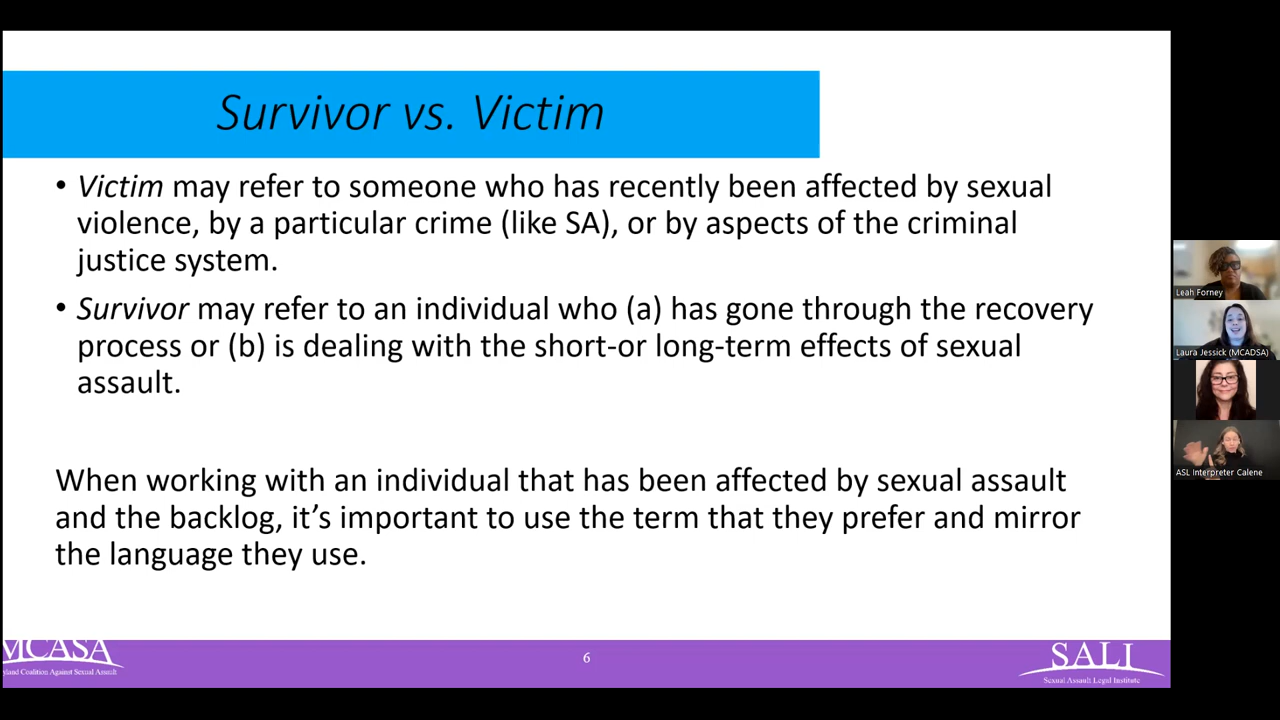 Survivor vs. Victim
• Victim may refer to someone who has recently been affected by sexual
violence, by a particular crime (like SA), or by aspects of the criminal
justice system.
• Survivor may refer to an individual who (a) has gone through the recovery
process or (b) is dealing with the short-or long-term effects of sexual
assault.
When working with an individual that has been affected by sexual assault
and the backlog, it’s important to use the term that they prefer and mirror
the language they use.
MCASA
yland Coalition Against Sexual Assault
6
SALI
Sexual Assault Legal Institute
Leah Forney
Laura Jessick (MCADSA)
ASL Interpreter Calene